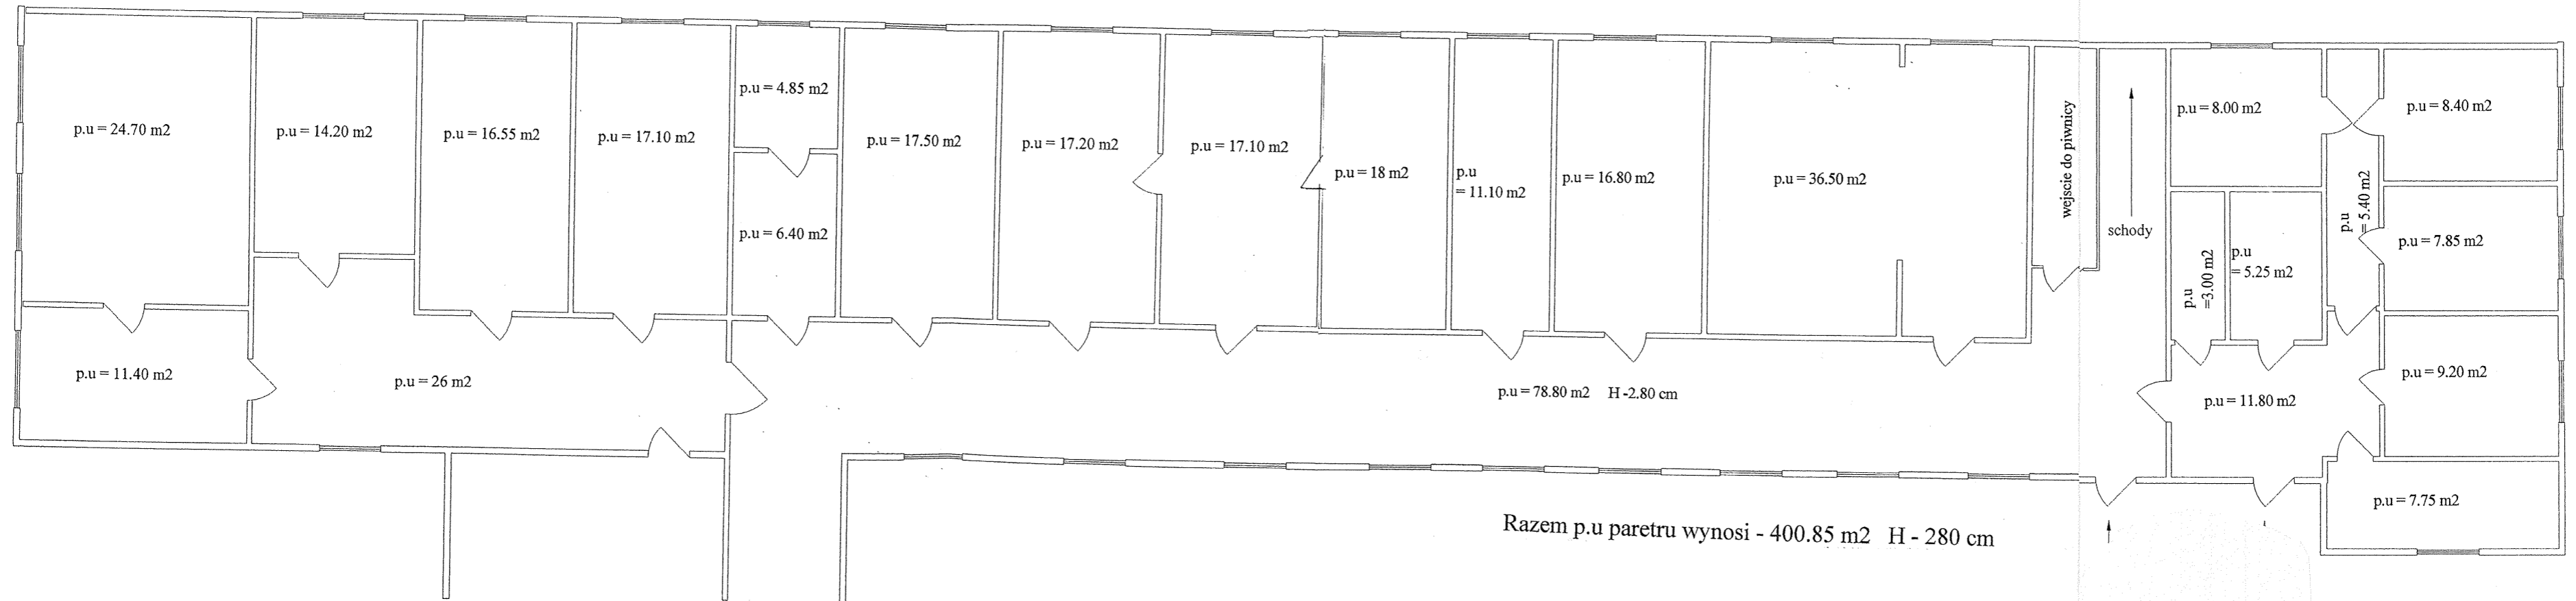 p.u = 24.70 m2
p.u = 14.20 m2
p.u = 16.55 m2
p.u = 17.10 m2
p.u = 4.85 m2
p.u = 6.40 m2
p.u = 17.50 m2
p.u = 17.20 m2
p.u = 17.10 m2
p.u = 18 m2
p.u
= 11.10 m2
p.u = 16.80 m2
p.u = 36.50 m2
wejscie do piwnicy
schody
p.u = 8.00 m2
p.u = 8.40 m2
p.u
= 5.40 m2
p.u = 7.85 m2
p.u
=3.00 m2
p.u
= 5.25 m2
p.u = 11.40 m2
p.u = 26 m2
p.u = 78.80 m2 H -2.80 cm
p.u = 11.80 m2
p.u = 9.20 m2
p.u = 7.75 m2
Razem p.u paretru wynosi - 400.85 m2 H - 280 cm